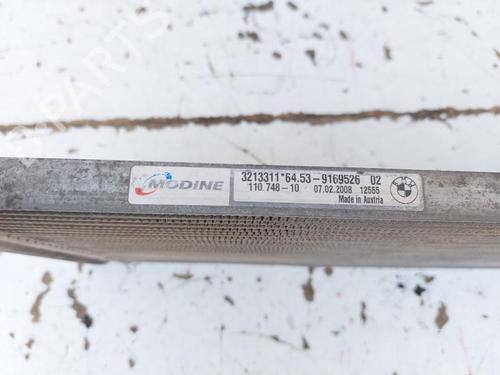 MODINE
3213311*64.53-9169526 02
110 748-10 07.02.2008 12555
Made in Austria